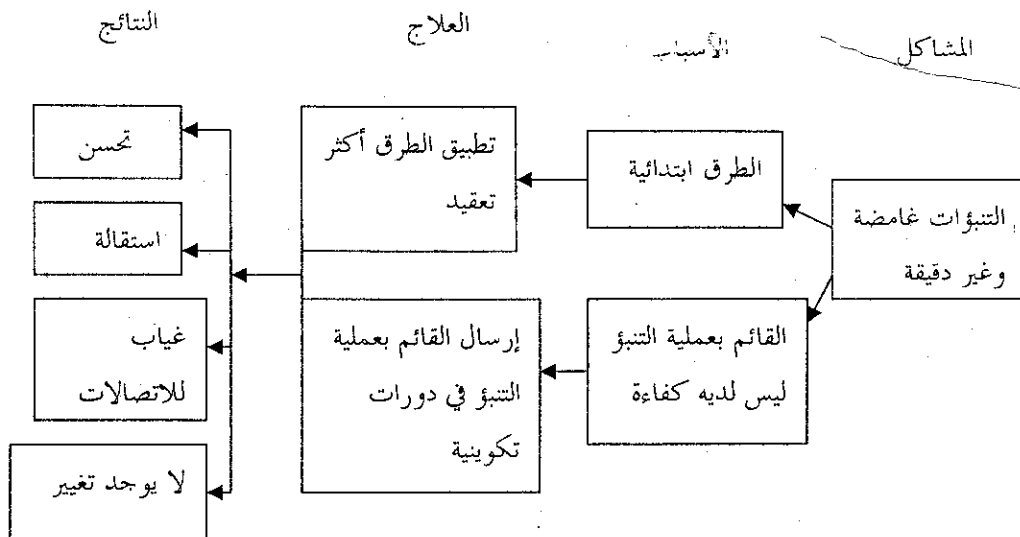 المشاكل
الأسباب
العلاج
النتائج
التنبؤات غامضة
وغير دقيقة
الطرق ابتدائية
القائم بعملية التنبؤ
ليس لديه كفاءة
تطبيق الطرق أكثر
تعقيد
إرسال القائم بعملية
التنبؤ في دورات
تكوينية
تحسن
استقالة
غياب
للاتصالات
لا يوجد تغيير